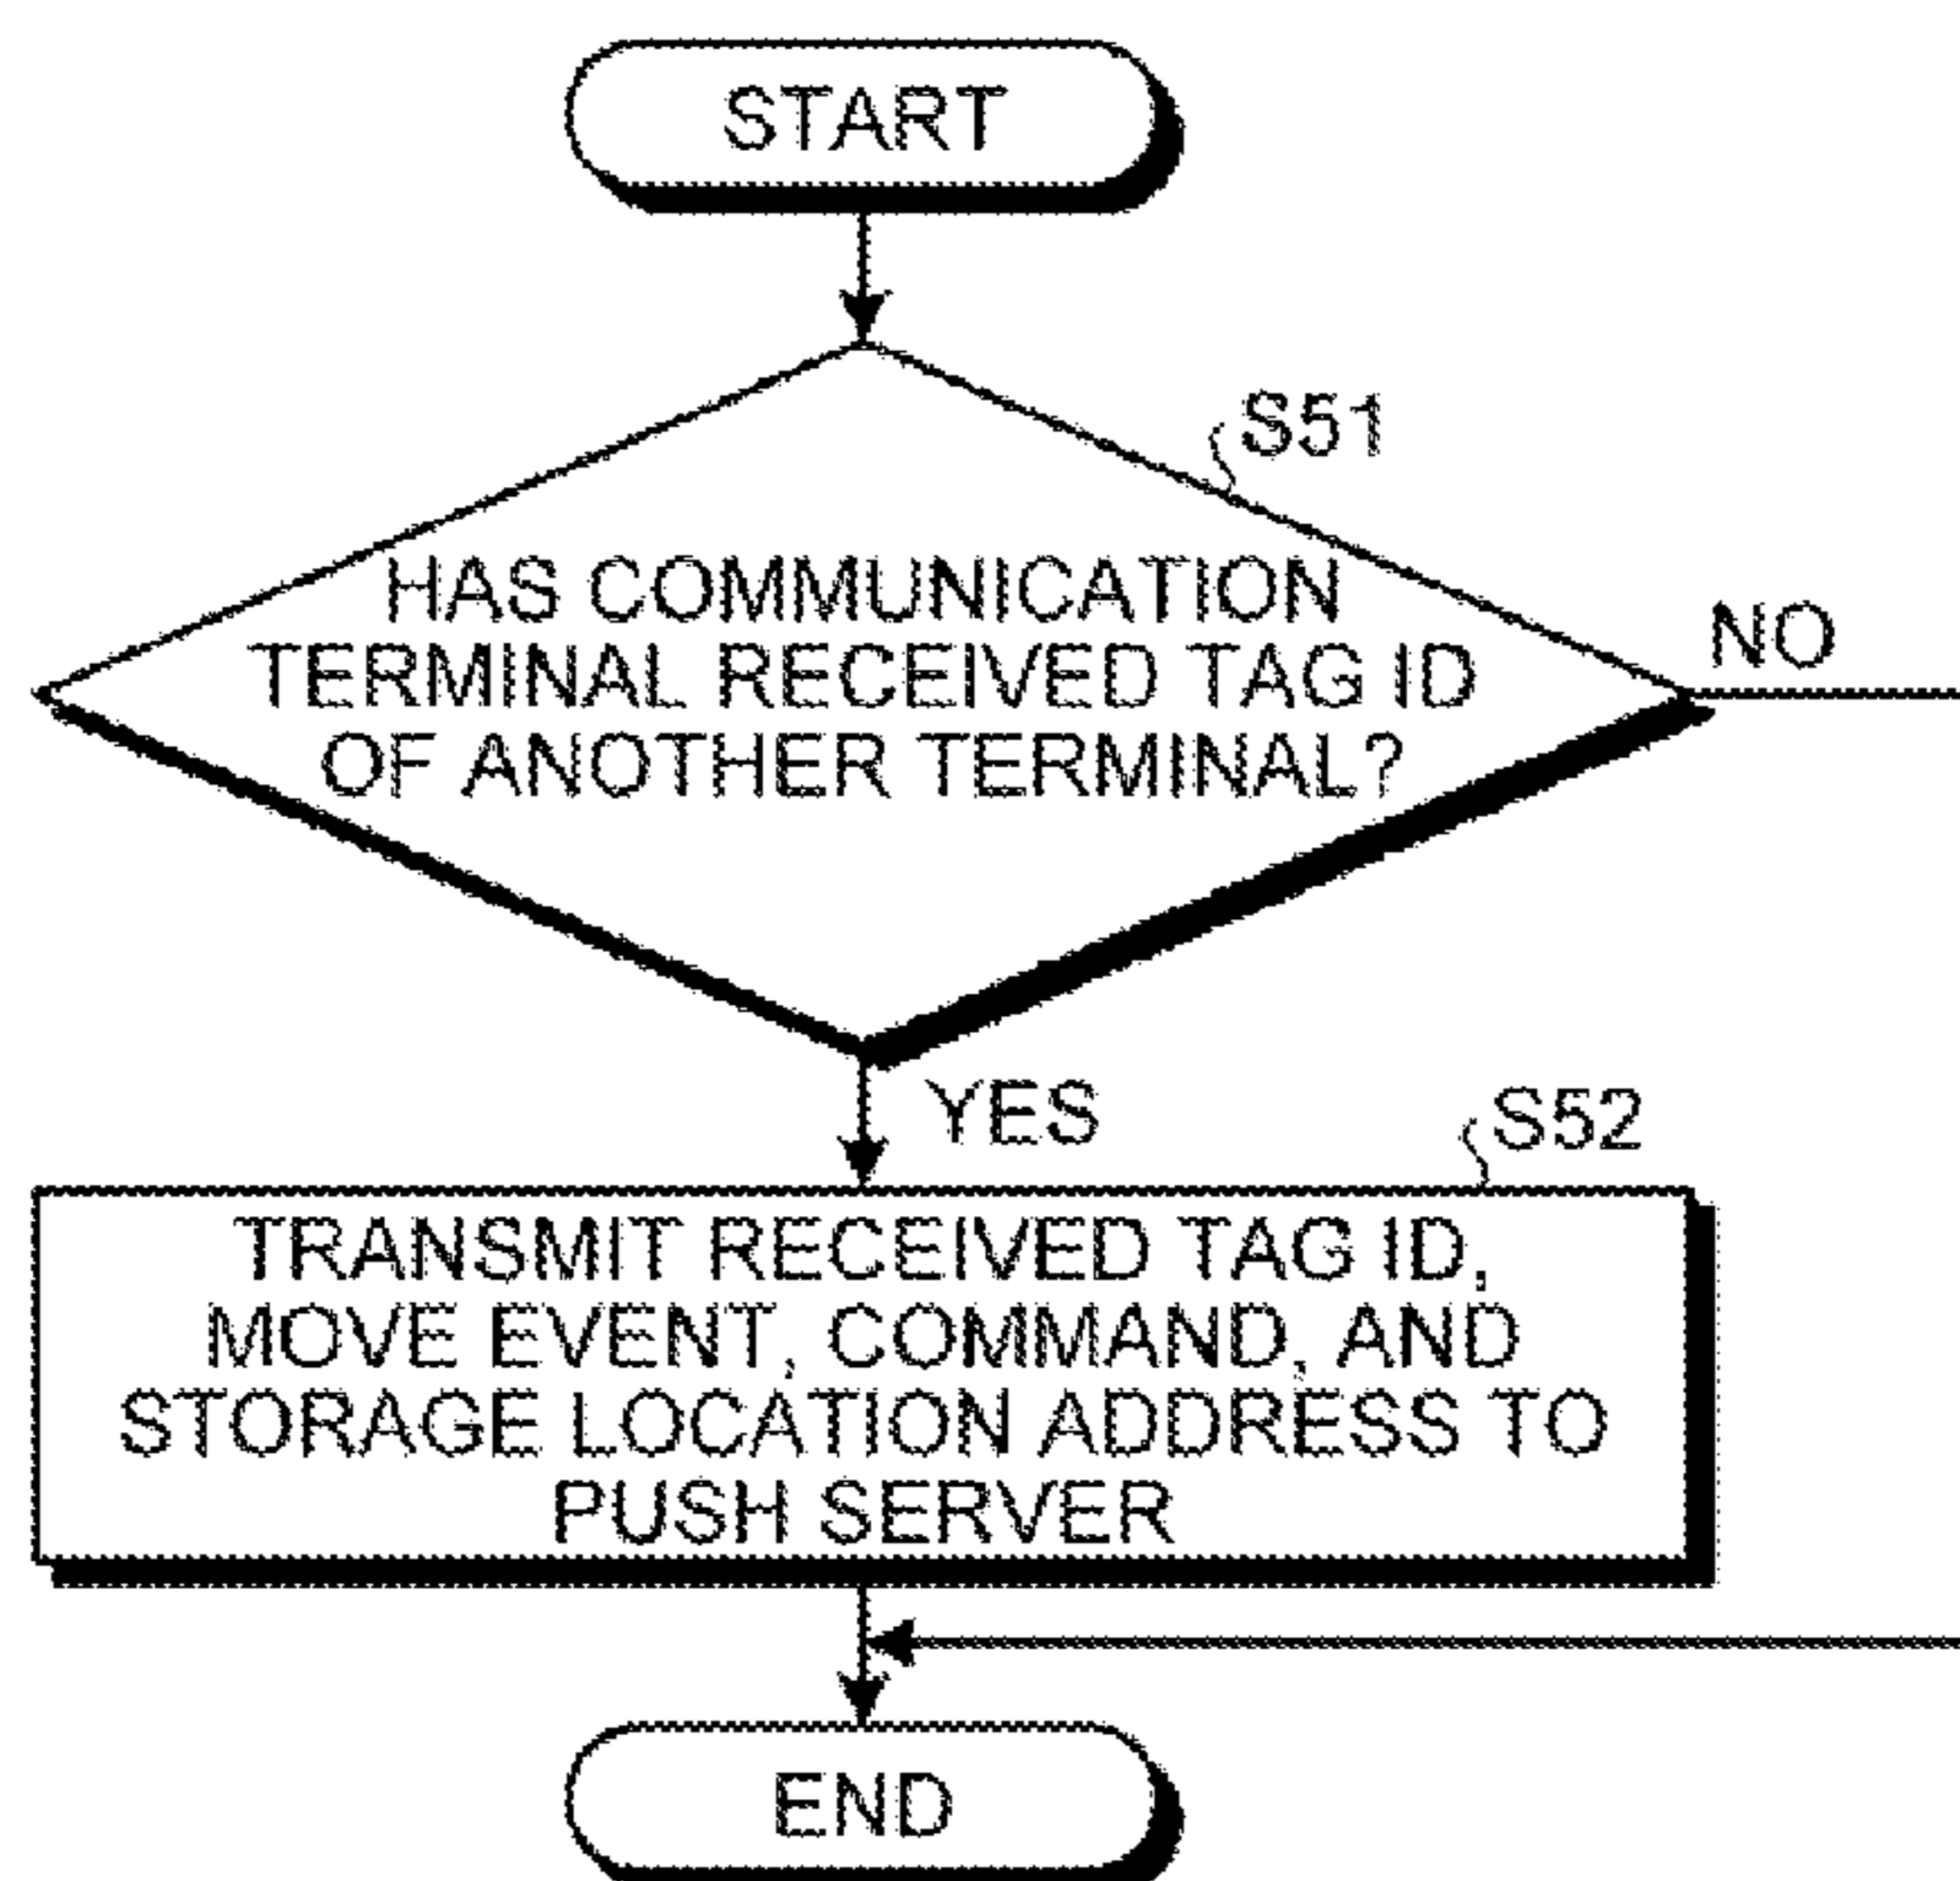 START
S51
HAS COMMUNICATION
TERMINAL RECEIVED TAG ID
OF ANOTHER TERMINAL?
NO
YES
S52
TRANSMIT RECEIVED TAG ID,
MOVE EVENT, COMMAND, AND
STORAGE LOCATION ADDRESS TO
PUSH SERVER
END